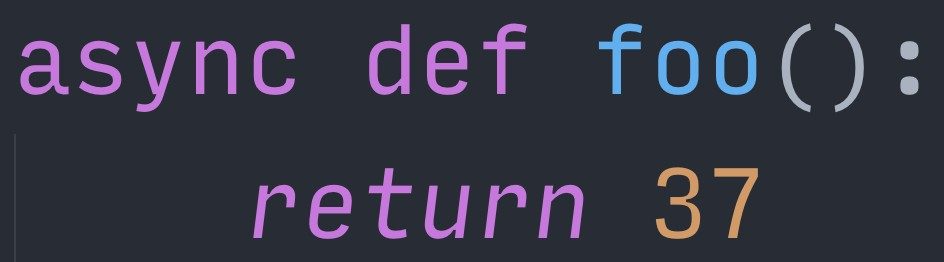 async def foo():
    return 37